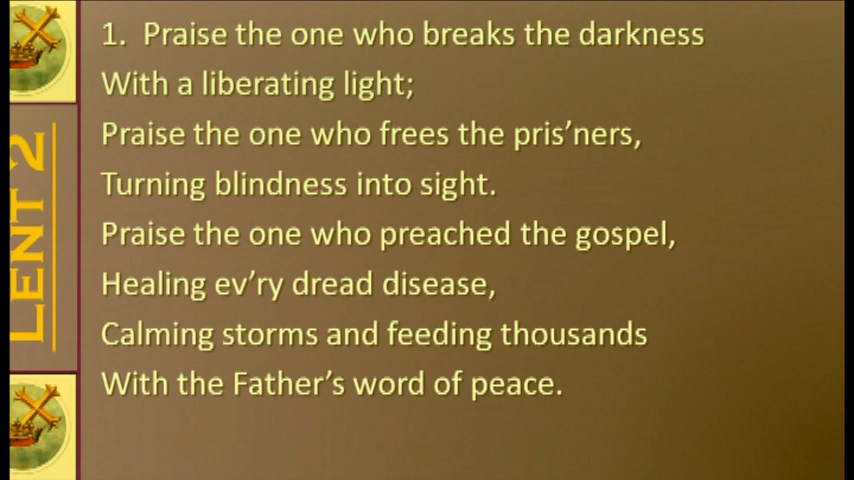 1. Praise the one who breaks the darkness
With a liberating light;
Praise the one who frees the pris’ners,
Turning blindness into sight.
Praise the one who preached the gospel,
Healing ev’ry dread disease,
Calming storms and feeding thousands
With the Father’s word of peace.
LENT 2